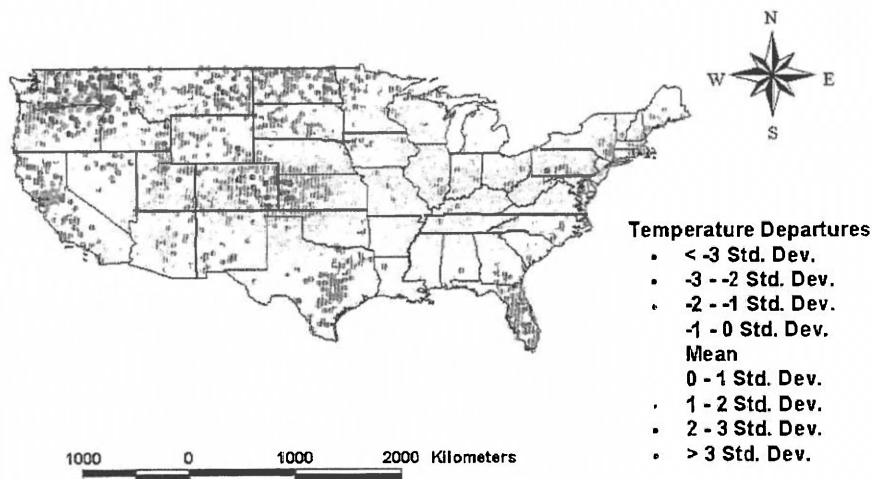 N
W E
S
Temperature Departures
< -3 Std. Dev.
-3 - -2 Std. Dev.
-2 - -1 Std. Dev.
-1 - 0 Std. Dev.
Mean
0 - 1 Std. Dev.
1 - 2 Std. Dev.
2 - 3 Std. Dev.
> 3 Std. Dev.
1000 0 1000 2000 Kilometers